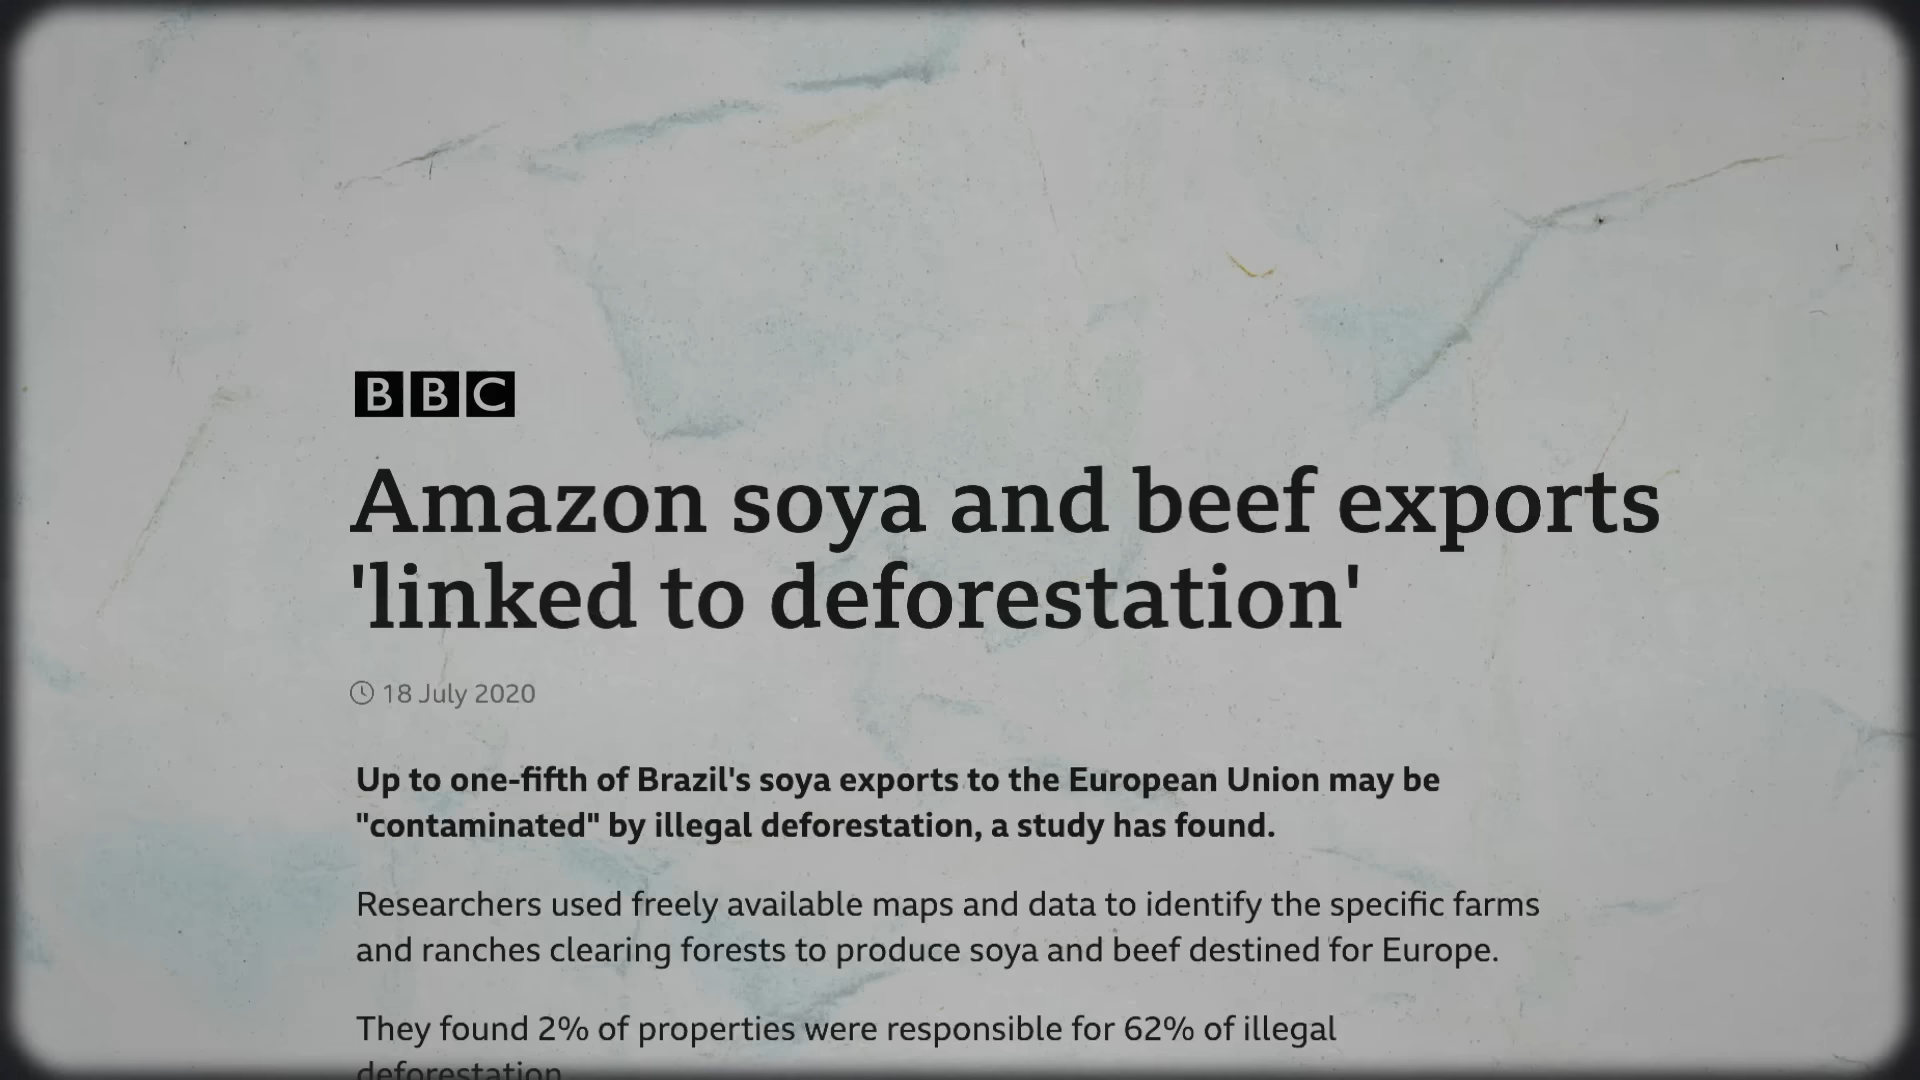 BBC
Amazon soya and beef exports
'linked to deforestation'
18 July 2020
Up to one-fifth of Brazil's soya exports to the European Union may be
"contaminated" by illegal deforestation, a study has found.
Researchers used freely available maps and data to identify the specific farms
and ranches clearing forests to produce soya and beef destined for Europe.
They found 2% of properties were responsible for 62% of illegal
deforestation